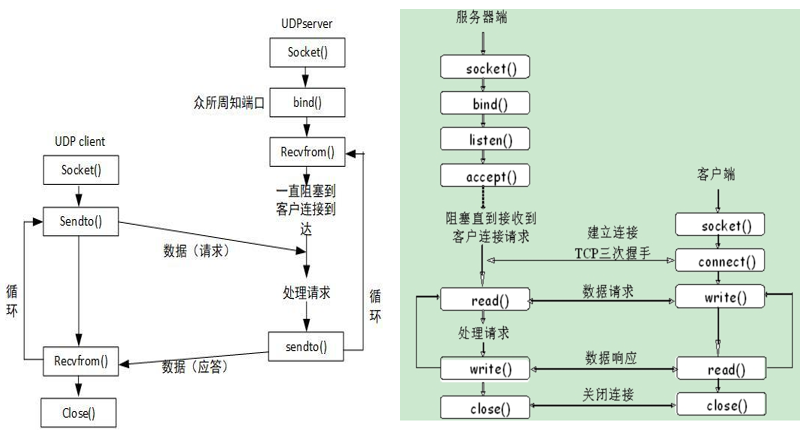 UDPserver
Socket()
众所周知端口
bind()
UDP client
Recvfrom()
Socket()
一直阻塞到
客户连接到
达
Sendto()
数据（请求）
循
环
处理请求
循
环
sendto()
Recvfrom()
数据（应答）
Close()
服务器端
socket()
bind()
listen()
accept()
客户端
阻塞直到接收到
客户连接请求
socket()
建立连接
TCP三次握手
connect()
read()
数据请求
write()
处理请求
write()
数据响应
read()
close()
关闭连接
close()